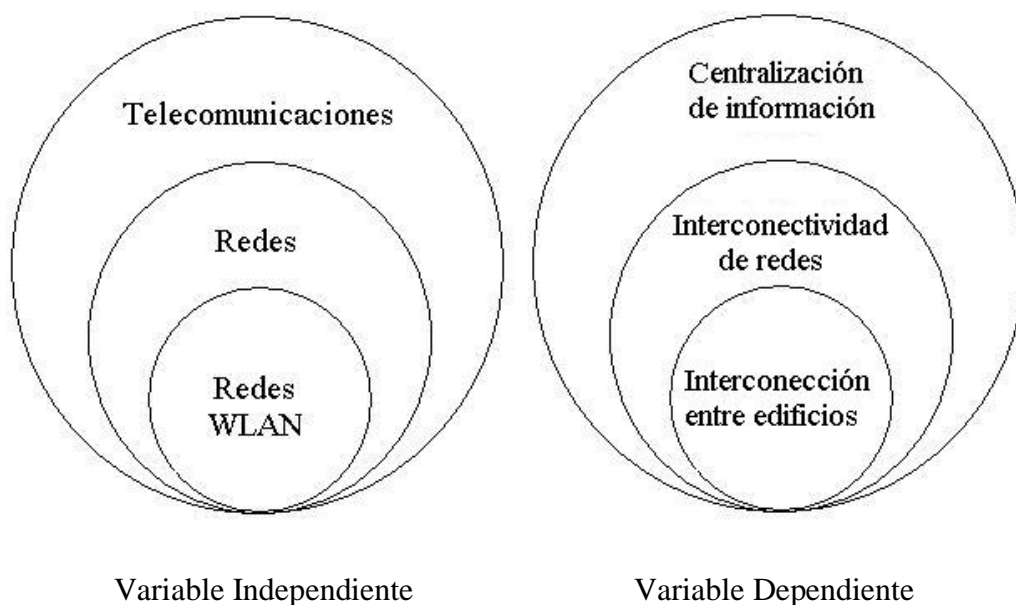 Telecomunicaciones
Redes
Redes
WLAN
Variable Independiente
Centralización
de información
Interconectividad
de redes
Interconección
entre edificios
Variable Dependiente